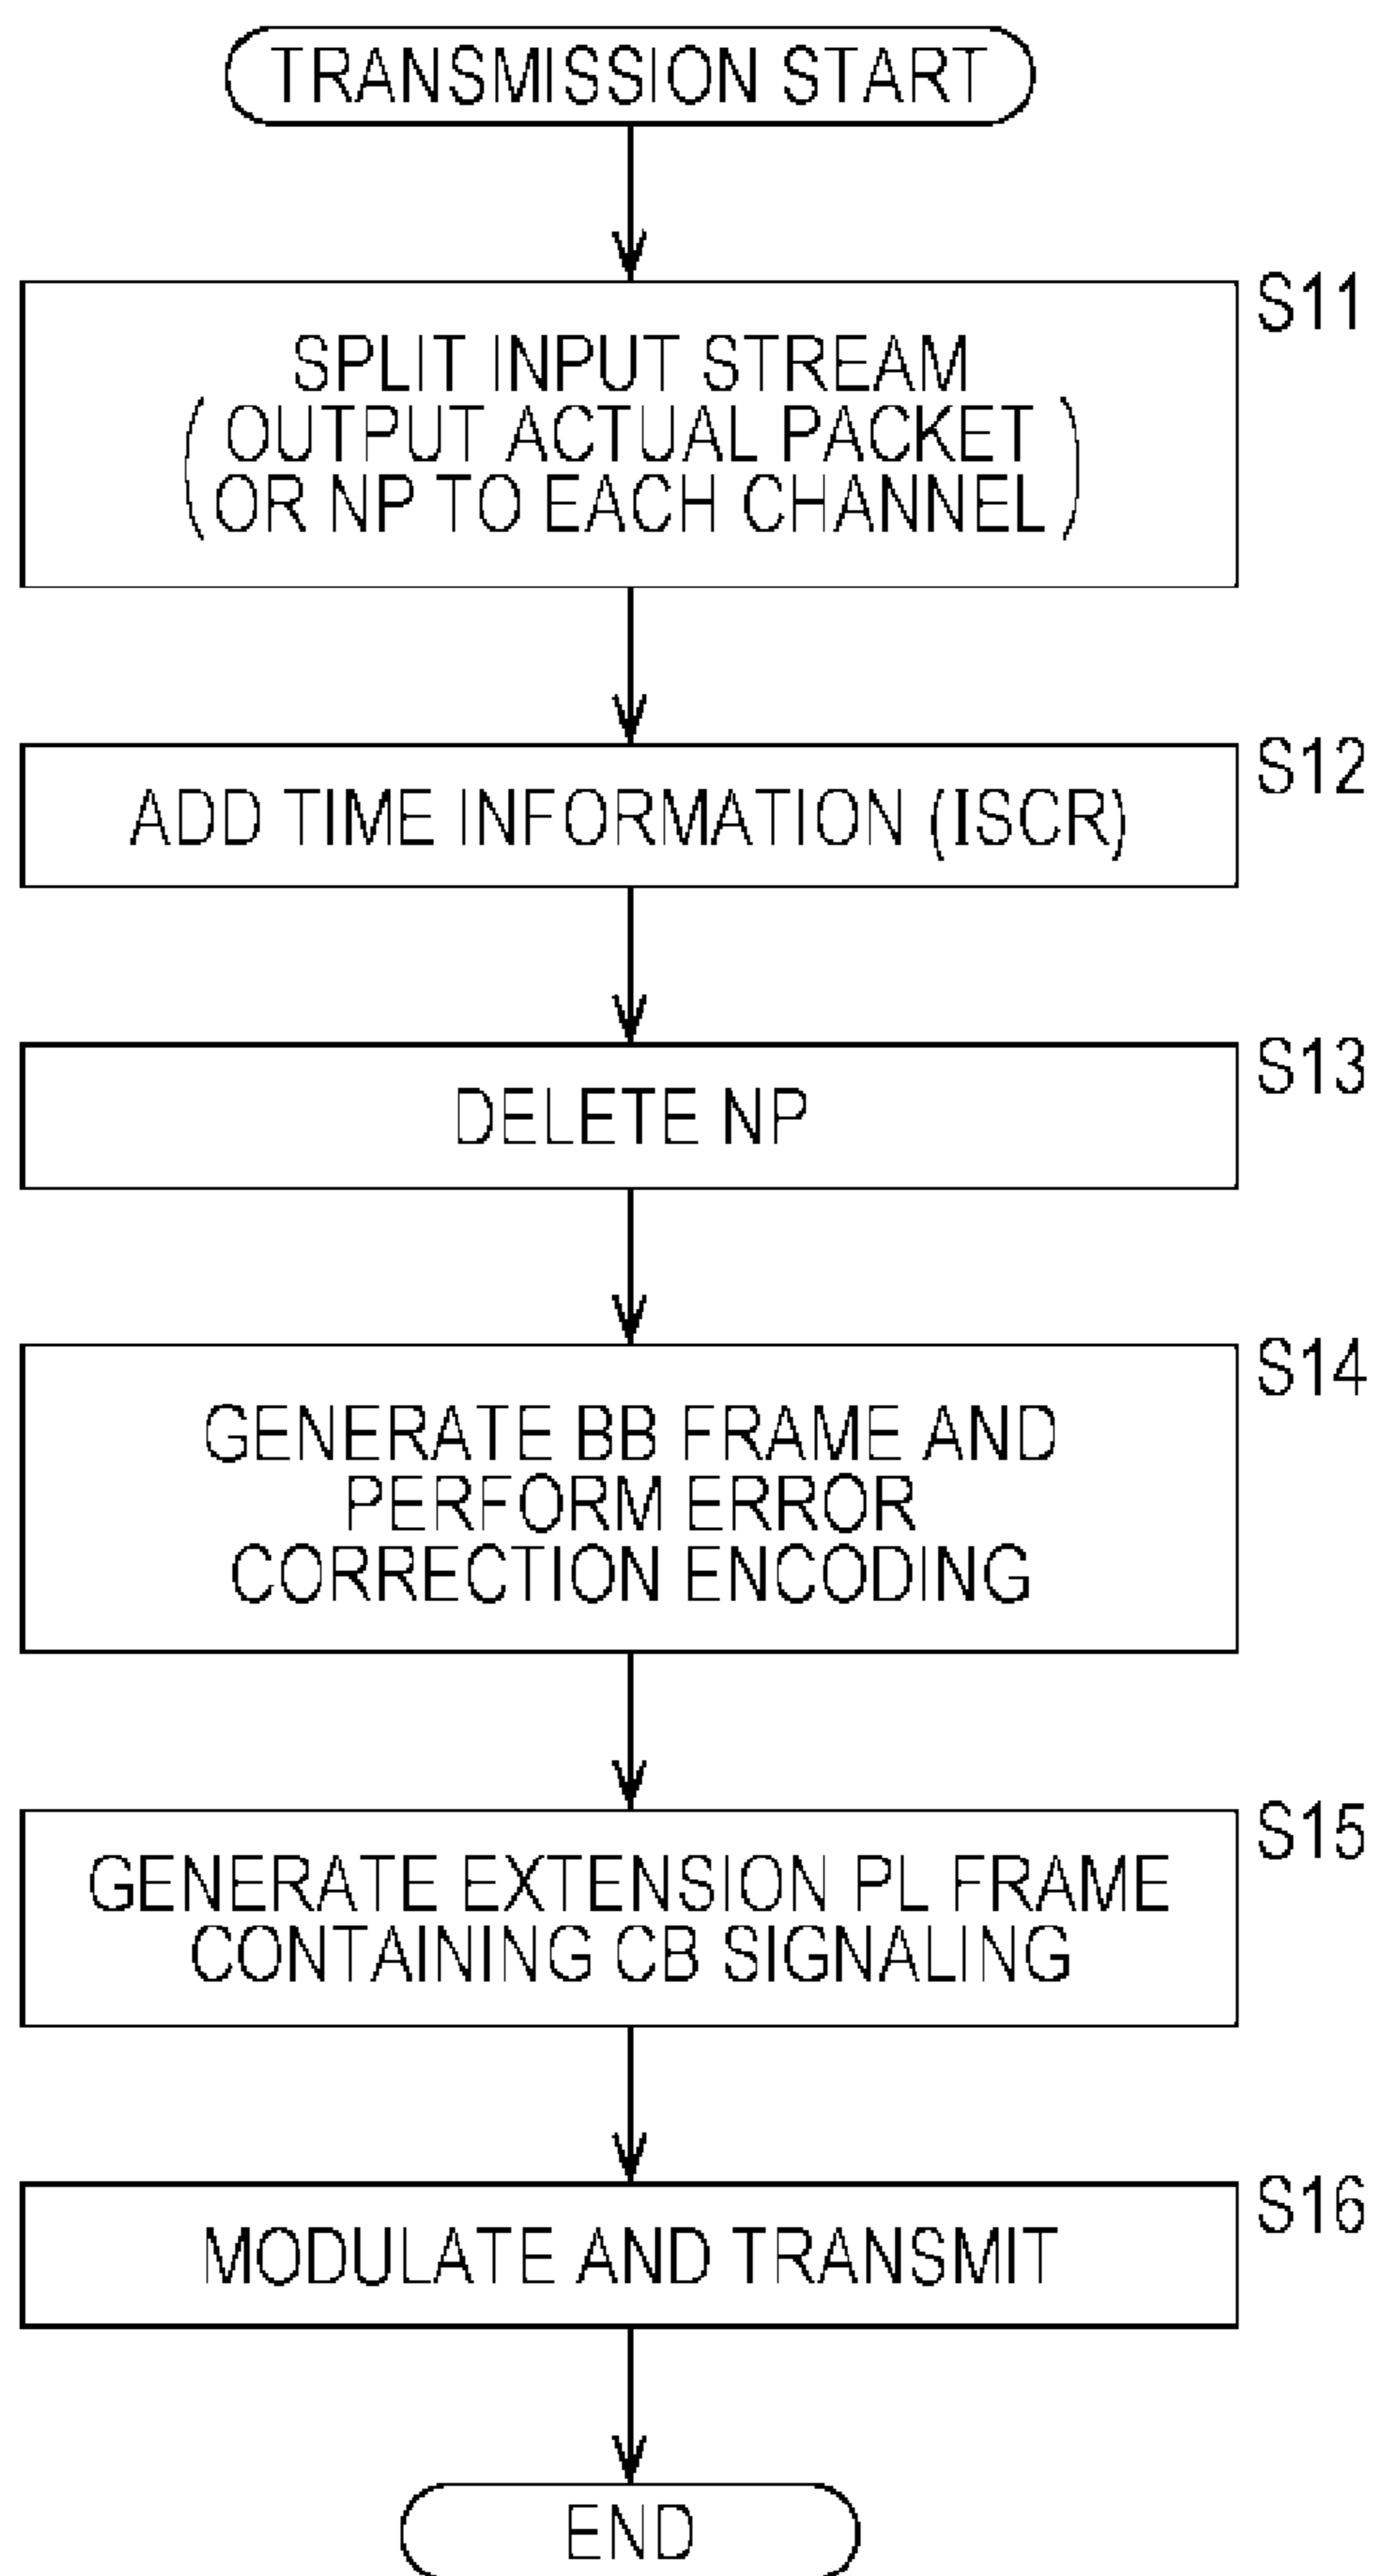 TRANSMISSION START
S11
SPLIT INPUT STREAM
( OUTPUT ACTUAL PACKET
OR NP TO EACH CHANNEL )
S12
ADD TIME INFORMATION (ISCR)
S13
DELETE NP
S14
GENERATE BB FRAME AND
PERFORM ERROR
CORRECTION ENCODING
S15
GENERATE EXTENSION PL FRAME
CONTAINING CB SIGNALING
S16
MODULATE AND TRANSMIT
END